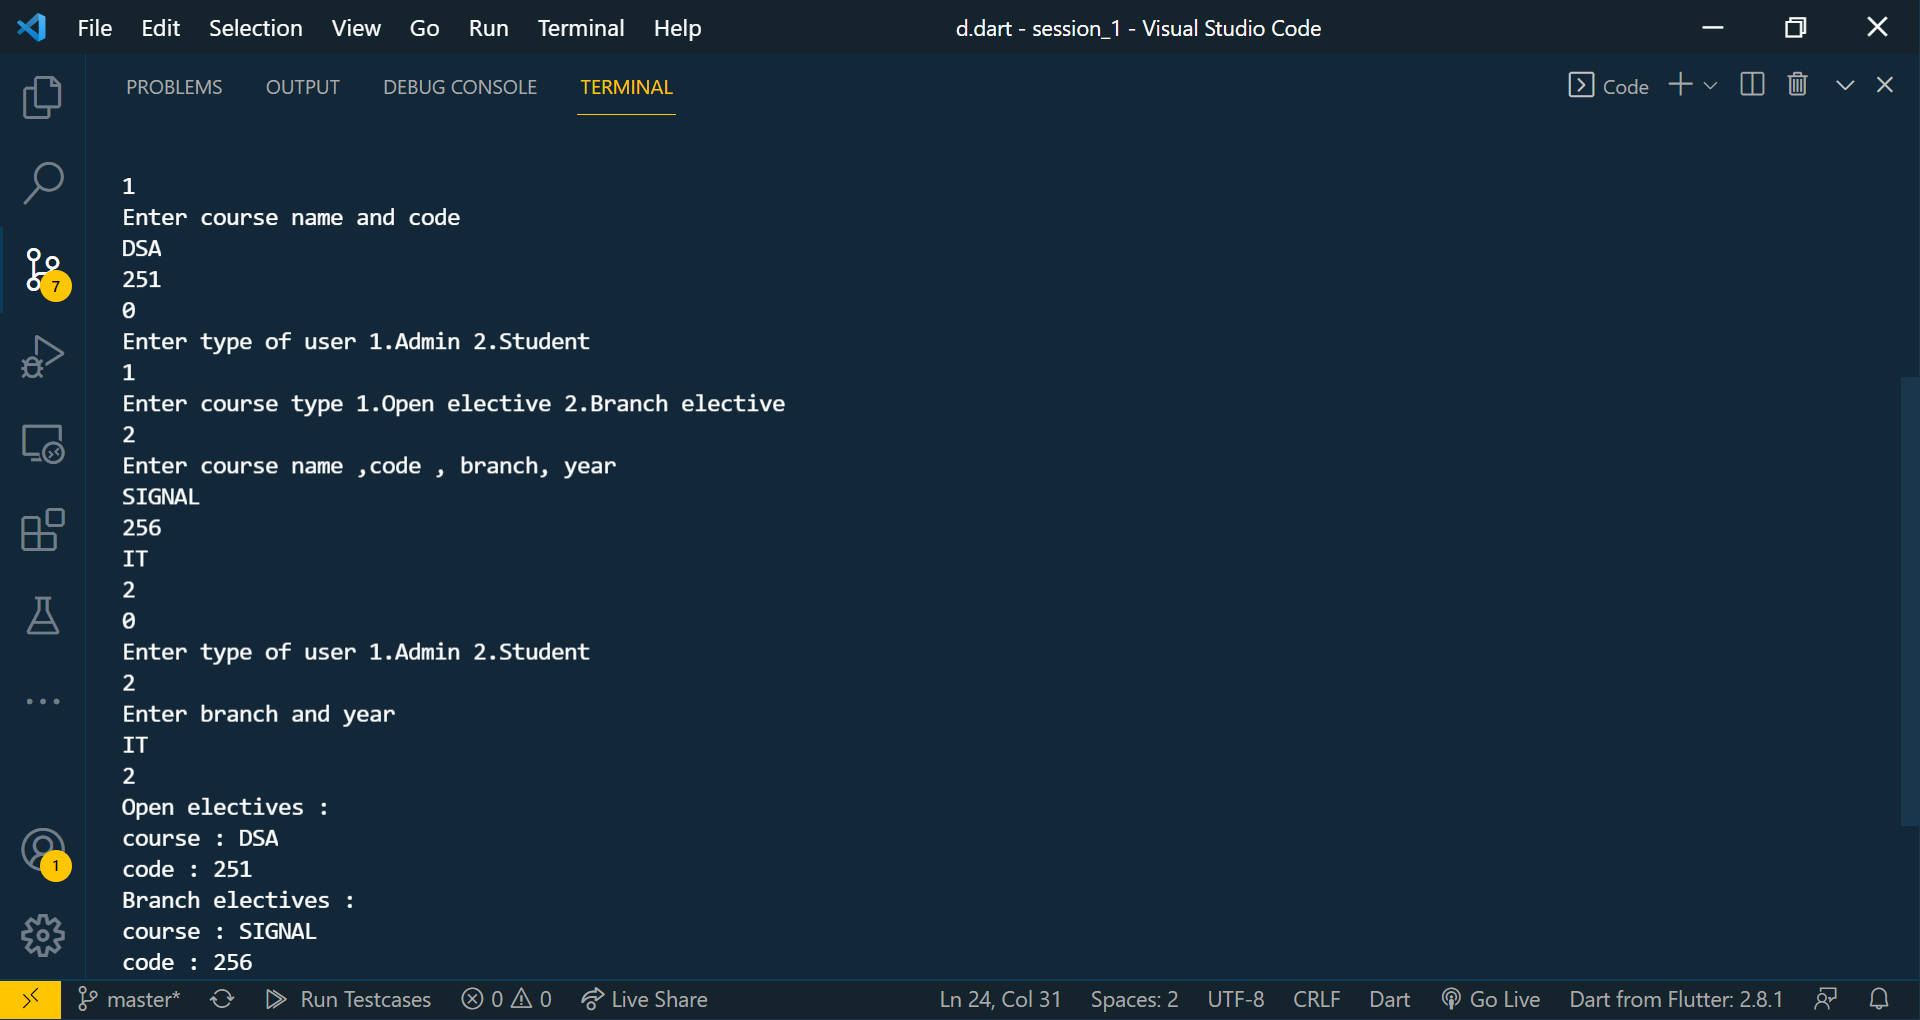 File Edit Selection View Go Run Terminal Help d.dart - session_1 - Visual Studio Code
PROBLEMS OUTPUT DEBUG CONSOLE TERMINAL Code
1
Enter course name and code
DSA
251
0
Enter type of user 1.Admin 2.Student
1
Enter course type 1.Open elective 2.Branch elective
2
Enter course name ,code , branch, year
SIGNAL
256
IT
2
0
Enter type of user 1.Admin 2.Student
2
Enter branch and year
IT
2
Open electives :
course : DSA
code : 251
Branch electives :
course : SIGNAL
code : 256
7
1
master* Run Testcases 0 0 Live Share Ln 24, Col 31 Spaces: 2 UTF-8 CRLF Dart Go Live Dart from Flutter: 2.8.1